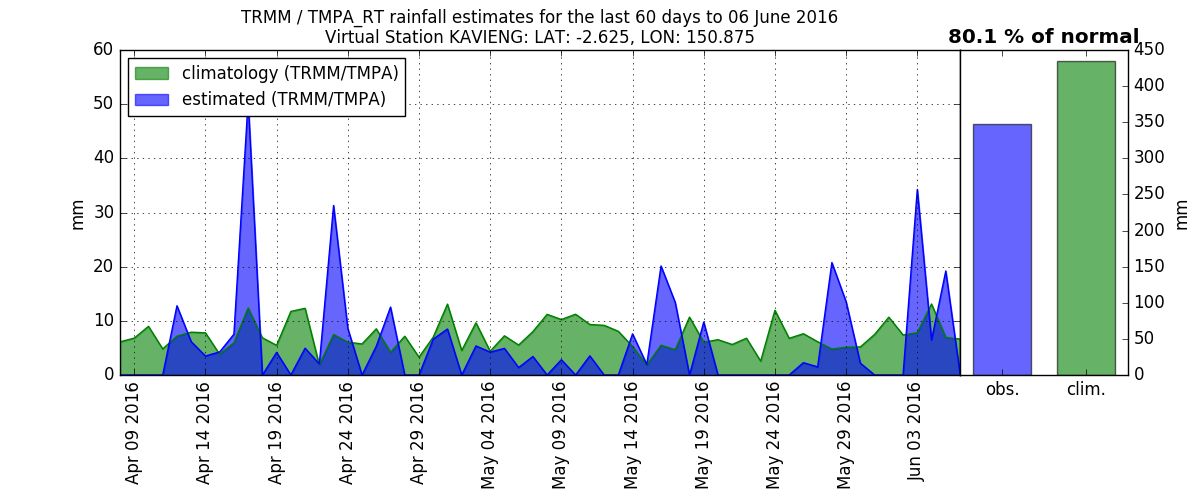 TRMM / TMPA_RT rainfall estimates for the last 60 days to 06 June 2016
Virtual Station KAVIENG: LAT: -2.625, LON: 150.875
80.1 % of normal
climatology (TRMM/TMPA)
estimated (TRMM/TMPA)
60
50
40
30
20
10
0
mm
Apr 09 2016
Apr 14 2016
Apr 19 2016
Apr 24 2016
Apr 29 2016
May 04 2016
May 09 2016
May 14 2016
May 19 2016
May 24 2016
May 29 2016
Jun 03 2016
obs.
clim.
450
400
350
300
250
200
150
100
50
0
mm